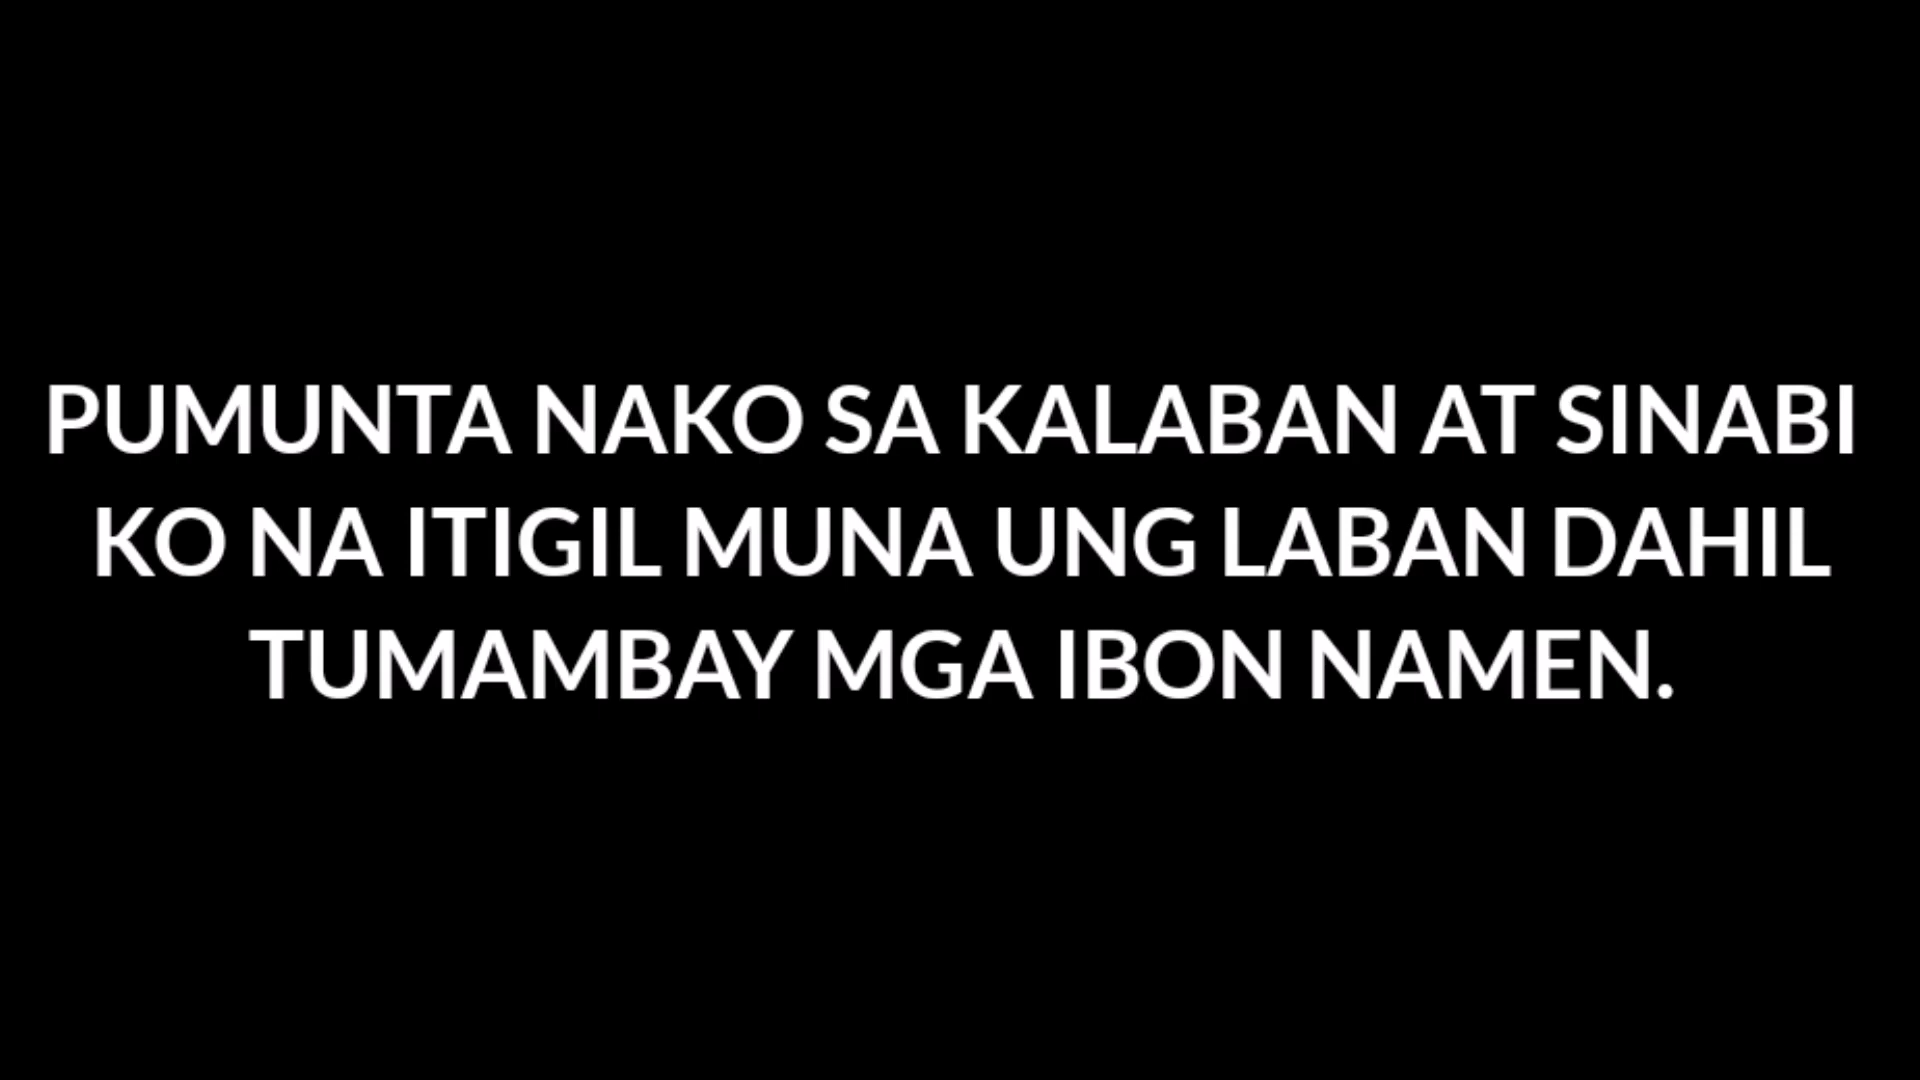 PUMUNTA NAKO SA KALABAN AT SINABI
KO NA ITIGIL MUNA UNG LABAN DAHIL
TUMAMBAY MGA IBON NAMEN.